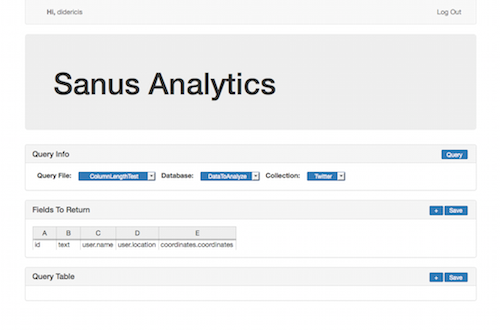 Hi, didericis Log Out
Sanus Analytics
Query Info Query
Query File: ColumnLengthTest Database: DataToAnalyze Collection: Twitter
Fields To Return + Save
A B C D E
id text user.name user.location coordinates.coordinates
Query Table + Save